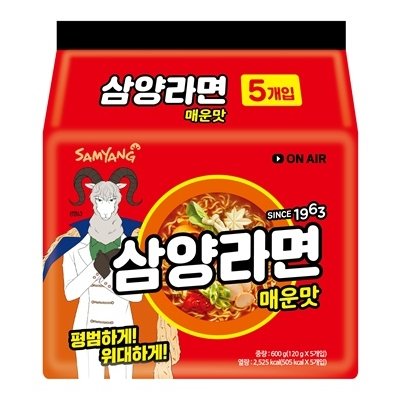 삼양라면
매운맛
5개입
SAMYANG
ON AIR
SINCE 1963
삼양라면
매운맛
평범하게!
위대하게!
중량 : 600 g(120 g X 5개입)
열량 : 2,525 kcal(505 kcal X 5개입)